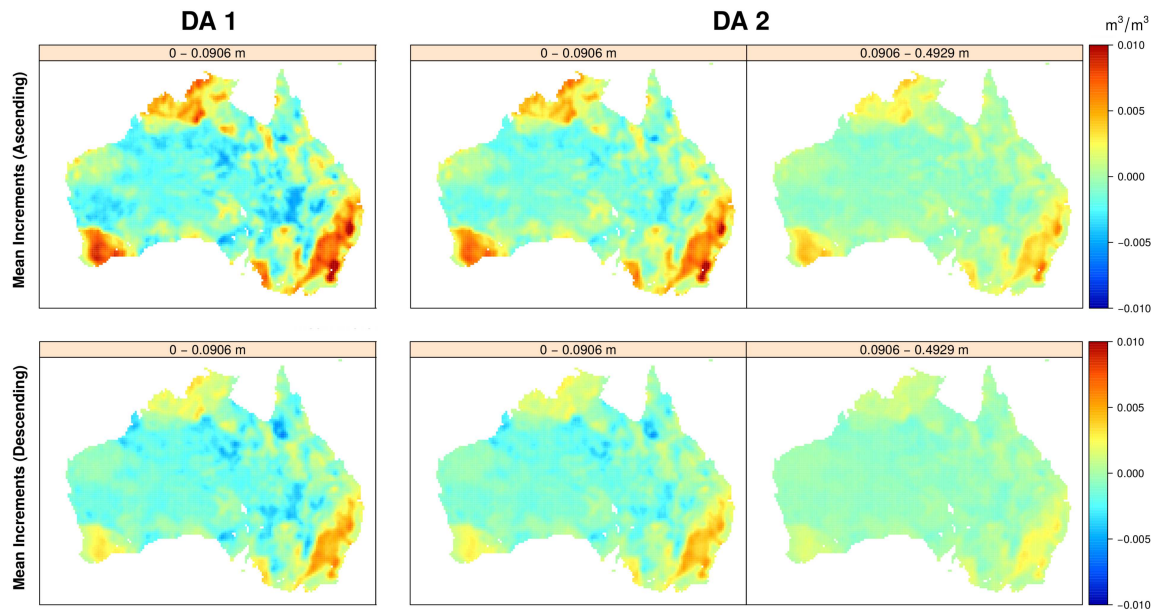 DA 1
DA 2
m³/m³
Mean Increments (Ascending)
0 − 0.0906 m
0 − 0.0906 m
0.0906 − 0.4929 m
0.010
0.005
0.000
−0.005
−0.010
Mean Increments (Descending)
0 − 0.0906 m
0 − 0.0906 m
0.0906 − 0.4929 m
0.010
0.005
0.000
−0.005
−0.010